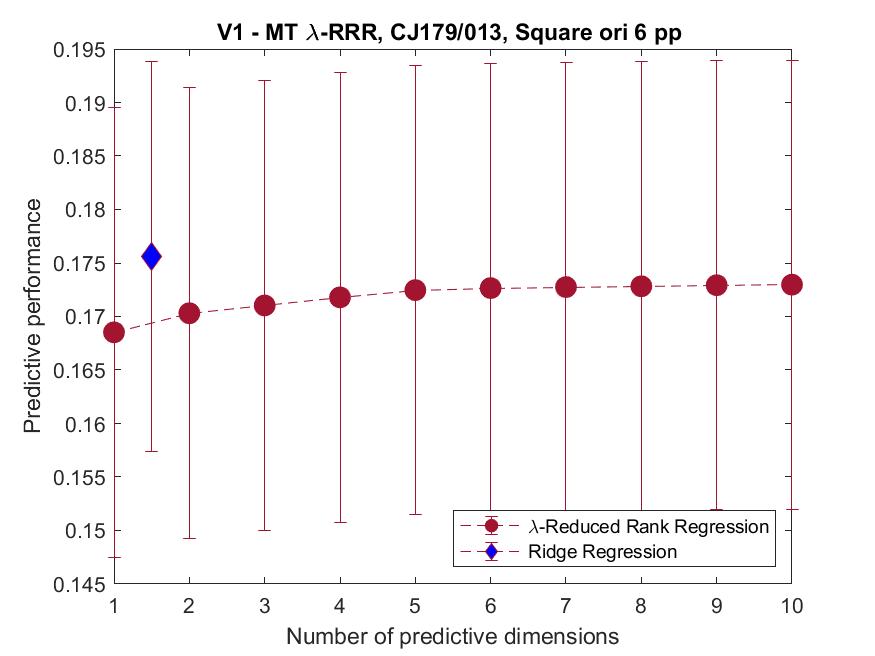 V1 - MT λ-RRR, CJ179/013, Square ori 6 pp
0.195
0.19
0.185
0.18
0.175
0.17
0.165
0.16
0.155
0.15
0.145
Predictive performance
λ-Reduced Rank Regression
Ridge Regression
1 2 3 4 5 6 7 8 9 10
Number of predictive dimensions